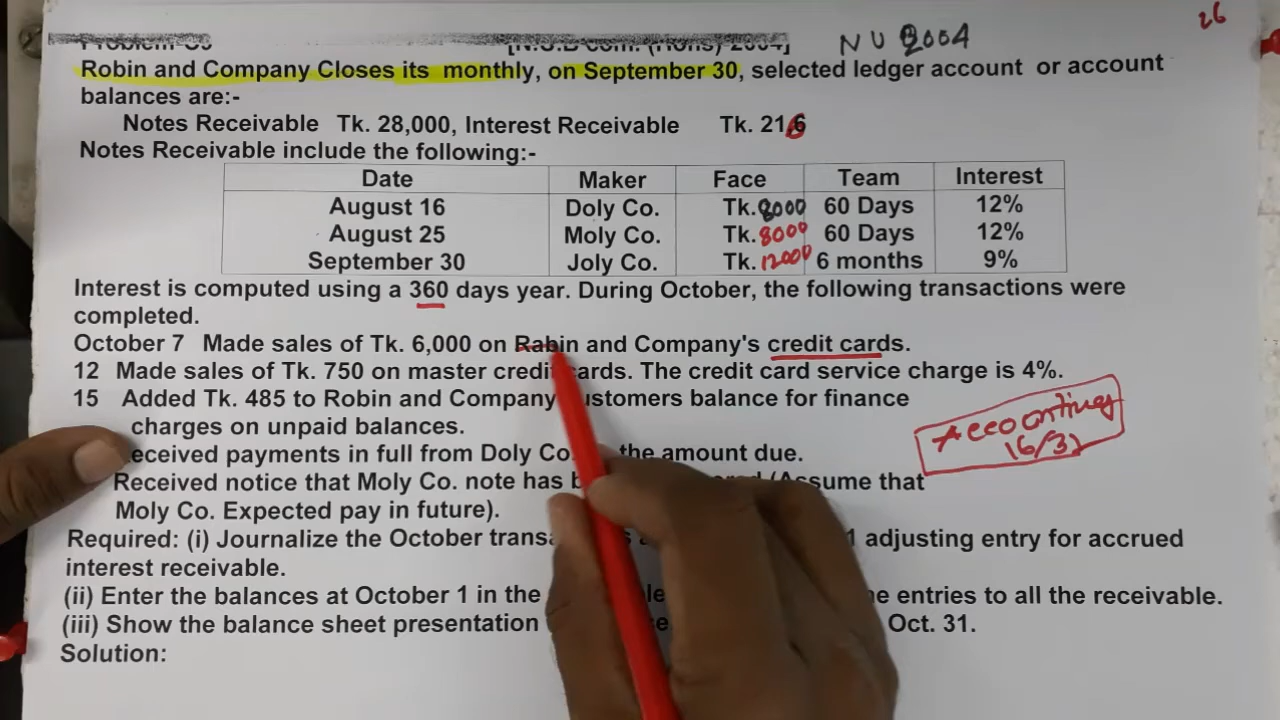 26
NU 2004
Robin and Company Closes its monthly, on September 30, selected ledger account or account
balances are:-
Notes Receivable Tk. 28,000, Interest Receivable Tk. 216
Notes Receivable include the following:-
Date Maker Face Team Interest
August 16 Doly Co. Tk. 8000 60 Days 12%
August 25 Moly Co. Tk. 8000 60 Days 12%
September 30 Joly Co. Tk. 12000 6 months 9%
Interest is computed using a 360 days year. During October, the following transactions were
completed.
October 7 Made sales of Tk. 6,000 on Rabin and Company's credit cards.
12 Made sales of Tk. 750 on master credit cards. The credit card service charge is 4%.
15 Added Tk. 485 to Robin and Company customers balance for finance
charges on unpaid balances.
Received payments in full from Doly Co. the amount due.
Received notice that Moly Co. note has (Assume that
Moly Co. Expected pay in future).
Required: (i) Journalize the October adjusting entry for accrued
interest receivable.
(ii) Enter the balances at October 1 in the entries to all the receivable.
(iii) Show the balance sheet presentation Oct. 31.
Solution:
Accounting
16/32